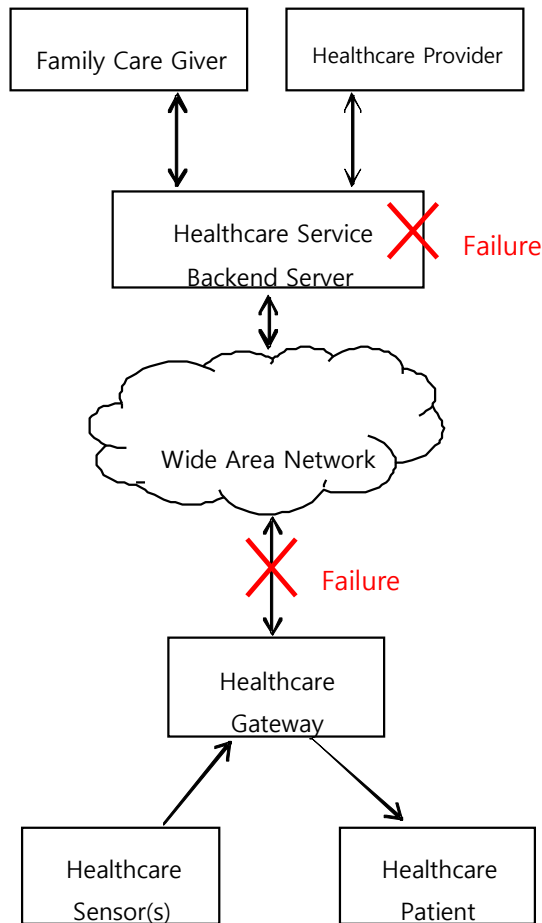 Family Care Giver
Healthcare Provider
Healthcare Service
Backend Server
Failure
Wide Area Network
Failure
Healthcare
Gateway
Healthcare
Sensor(s)
Healthcare
Patient